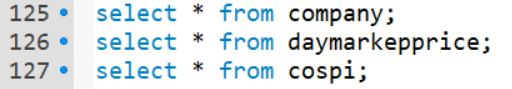 125 select * from company;
126 select * from daymarkepprice;
127 select * from cospi;